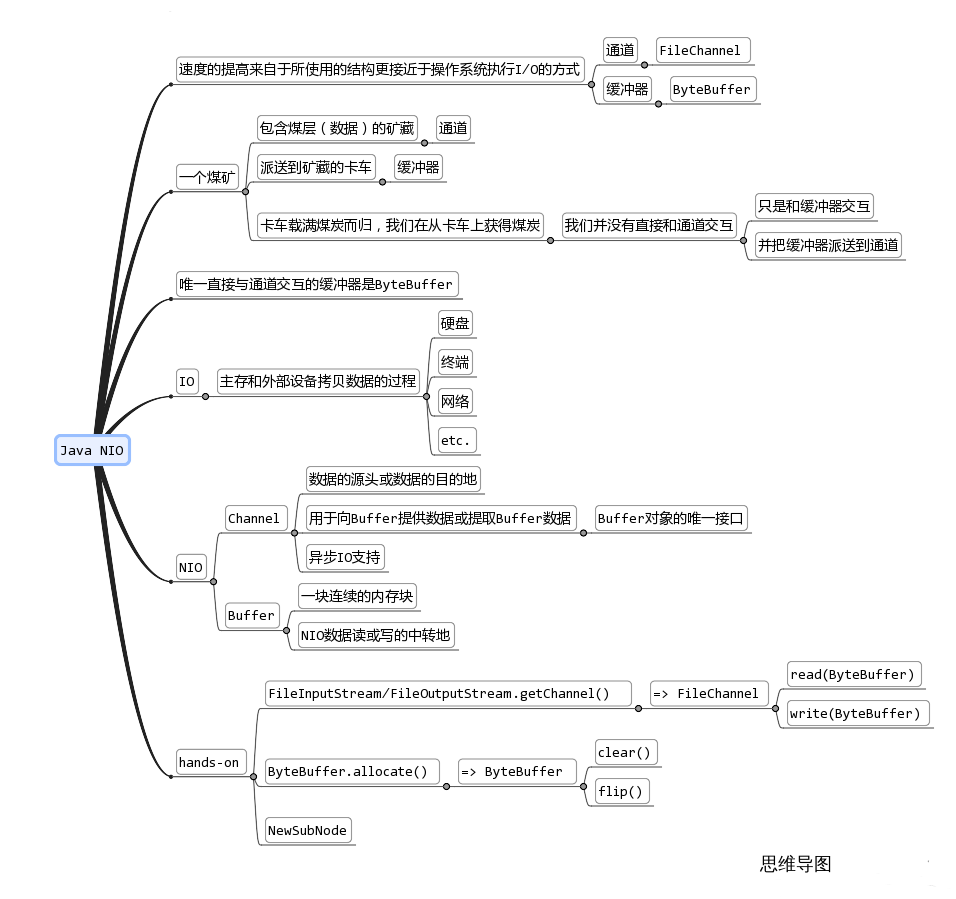 速度的提高来自于所使用的结构更接近于操作系统执行I/O的方式
通道
FileChannel
缓冲器
ByteBuffer
一个煤矿
包含煤层（数据）的矿藏
通道
派送到矿藏的卡车
缓冲器
卡车载满煤炭而归，我们在从卡车上获得煤炭
我们并没有直接和通道交互
只是和缓冲器交互
并把缓冲器派送到通道
唯一直接与通道交互的缓冲器是ByteBuffer
IO
主存和外部设备拷贝数据的过程
硬盘
终端
网络
etc.
Java NIO
NIO
Channel
数据的源头或数据的目的地
用于向Buffer提供数据或提取Buffer数据
Buffer对象的唯一接口
异步IO支持
Buffer
一块连续的内存块
NIO数据读或写的中转地
hands-on
FileInputStream/FileOutputStream.getChannel()
=> FileChannel
read(ByteBuffer)
write(ByteBuffer)
ByteBuffer.allocate()
=> ByteBuffer
clear()
flip()
NewSubNode
思维导图